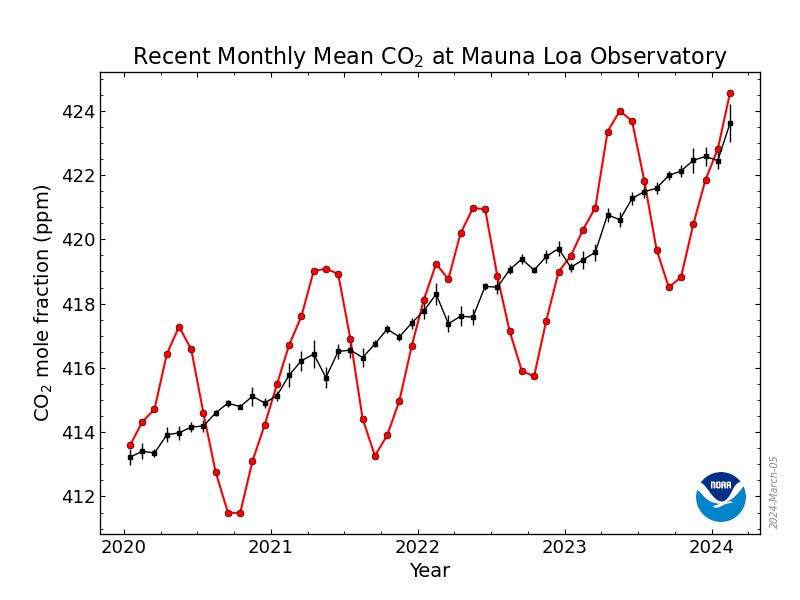 Recent Monthly Mean CO₂ at Mauna Loa Observatory
CO₂ mole fraction (ppm)
424
422
420
418
416
414
412
2020 2021 2022 2023 2024
Year
NOAA
2024-March-05